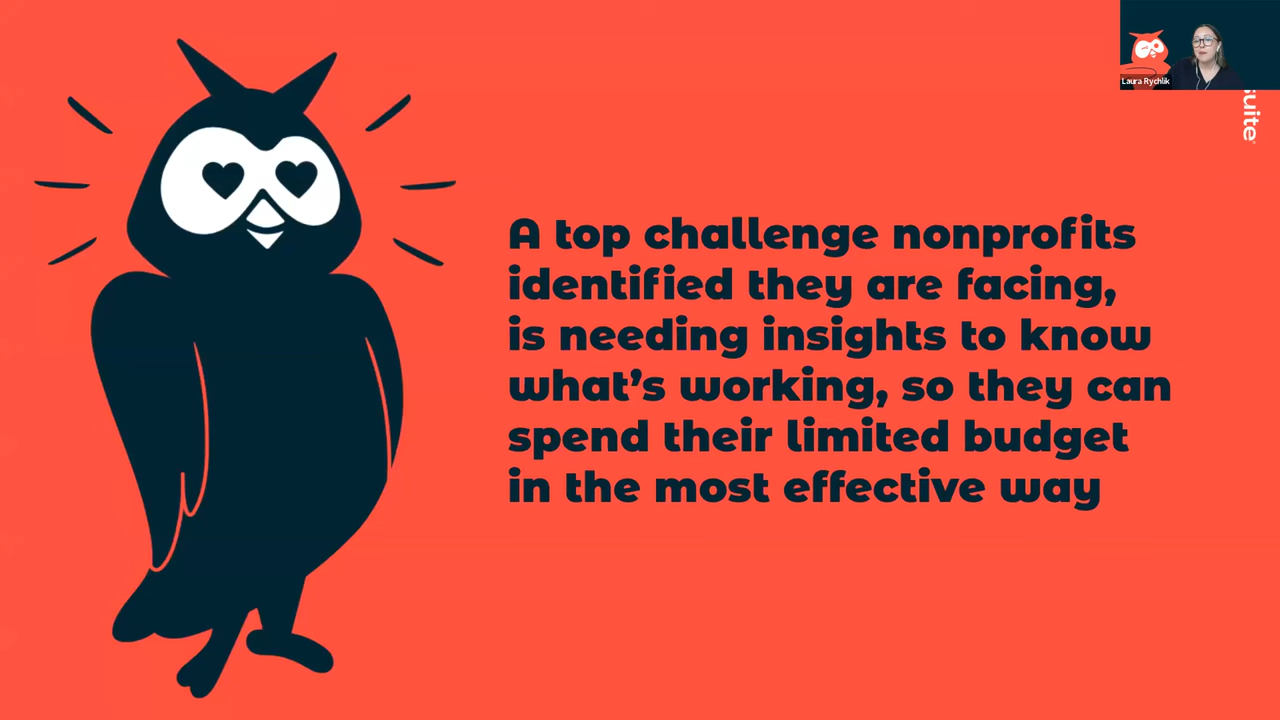 Laura Rychlik
suite
A top challenge nonprofits
identified they are facing,
is needing insights to know
what's working, so they can
spend their limited budget
in the most effective way